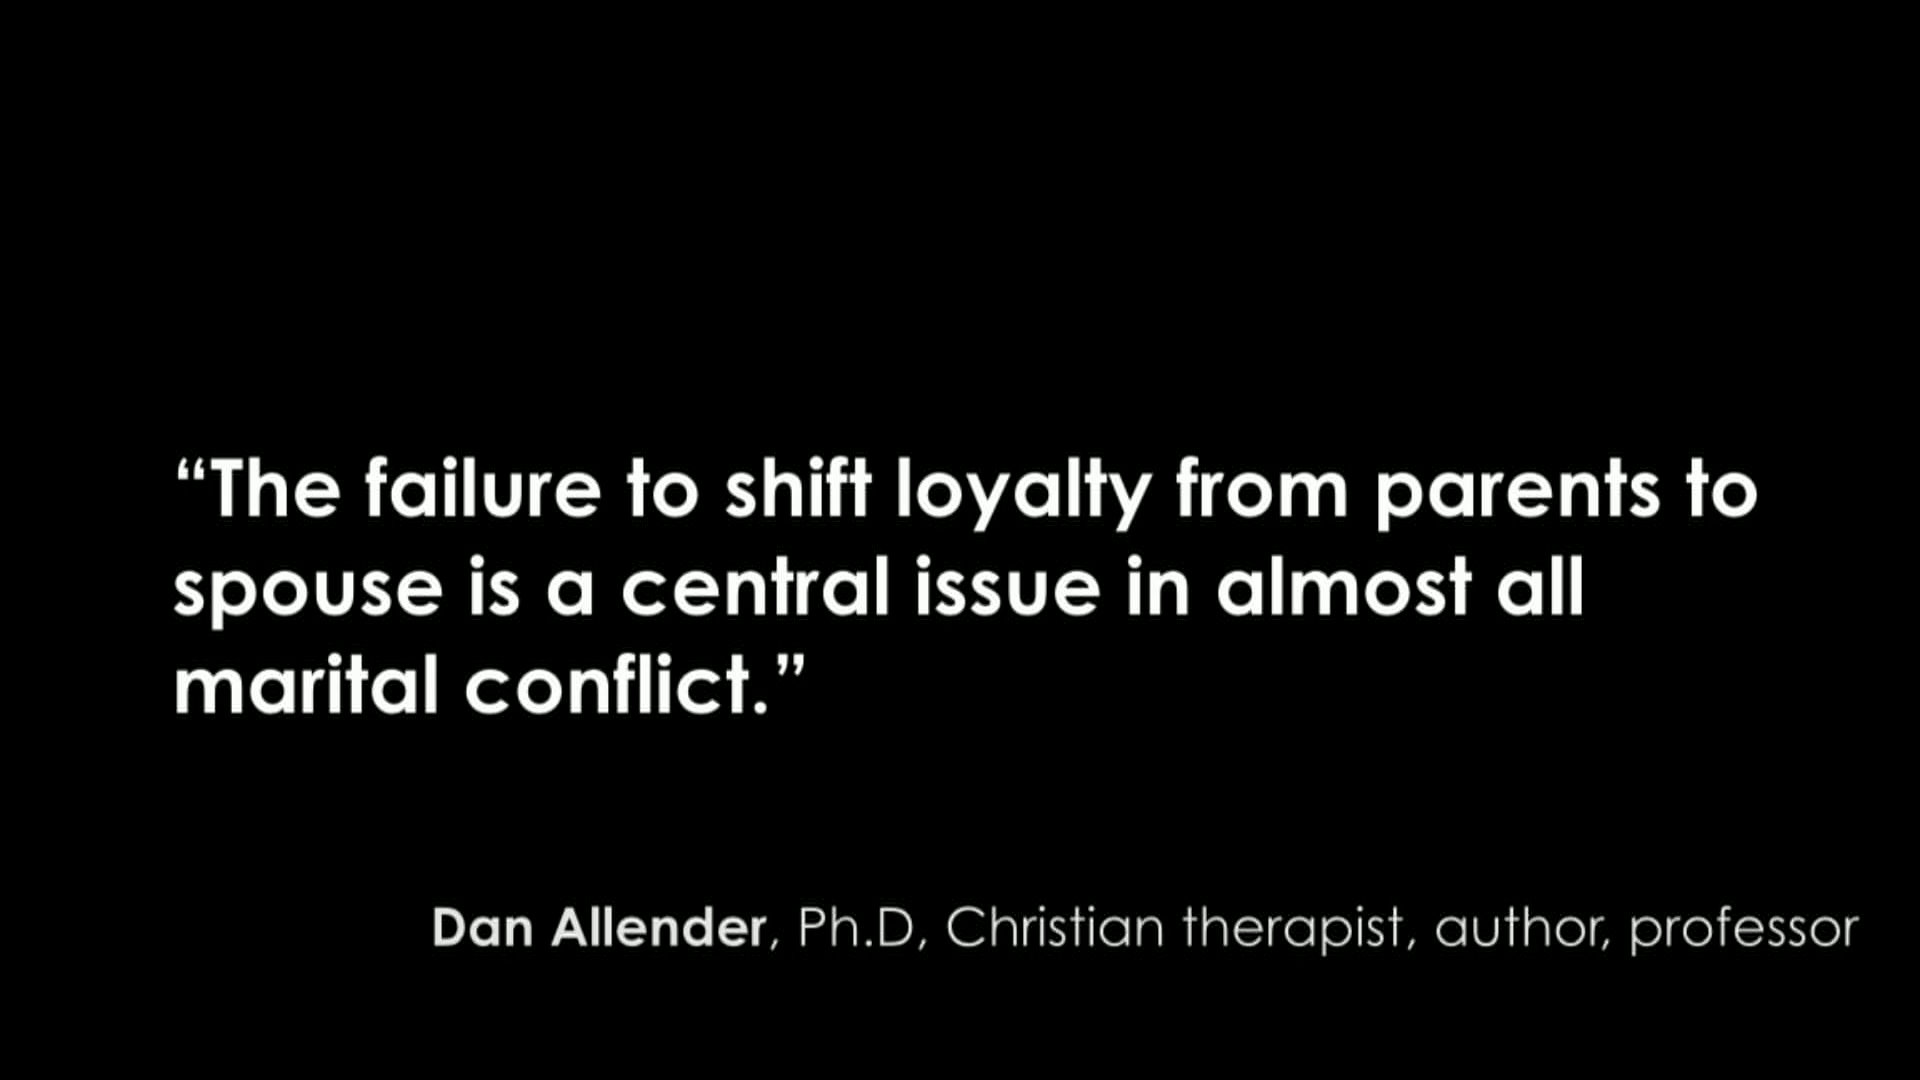 “The failure to shift loyalty from parents to
spouse is a central issue in almost all
marital conflict.”
Dan Allender, Ph.D, Christian therapist, author, professor